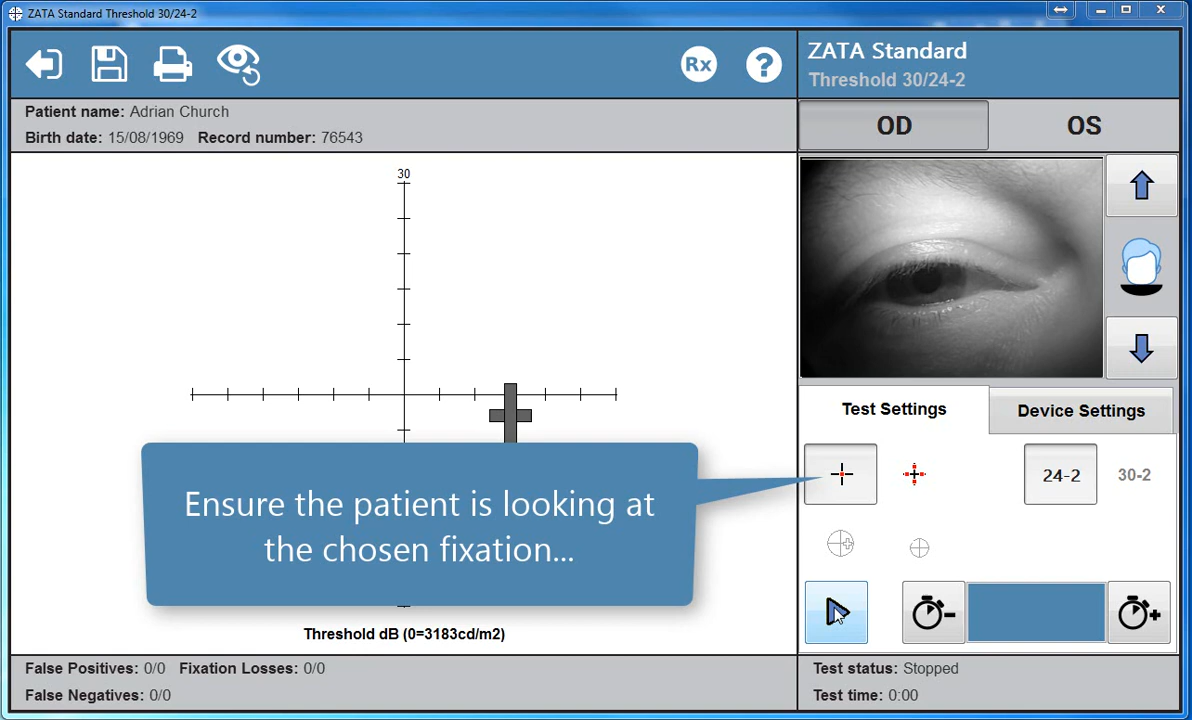 ZATA Standard Threshold 30/24-2
Rx
?
ZATA Standard
Threshold 30/24-2
Patient name: Adrian Church
Birth date: 15/08/1969 Record number: 76543
OD
OS
30
Test Settings
Device Settings
24-2
30-2
Ensure the patient is looking at
the chosen fixation...
Threshold dB (0=3183cd/m2)
False Positives: 0/0 Fixation Losses: 0/0
False Negatives: 0/0
Test status: Stopped
Test time: 0:00